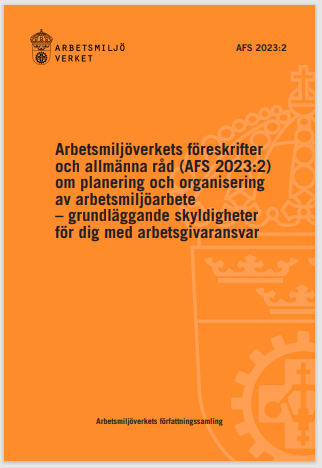 ARBETSMILJÖ
VERKET
AFS 2023:2
Arbetsmiljöverkets föreskrifter
och allmänna råd (AFS 2023:2)
om planering och organisering
av arbetsmiljöarbete
– grundläggande skyldigheter
för dig med arbetsgivaransvar
Arbetsmiljöverkets författningssamling